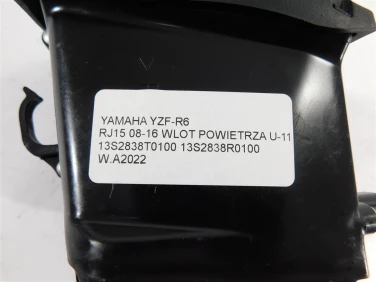 YAMAHA YZF-R6
RJ15 08-16 WLOT POWIETRZA U-11
13S2838T0100 13S2838R0100
W.A2022